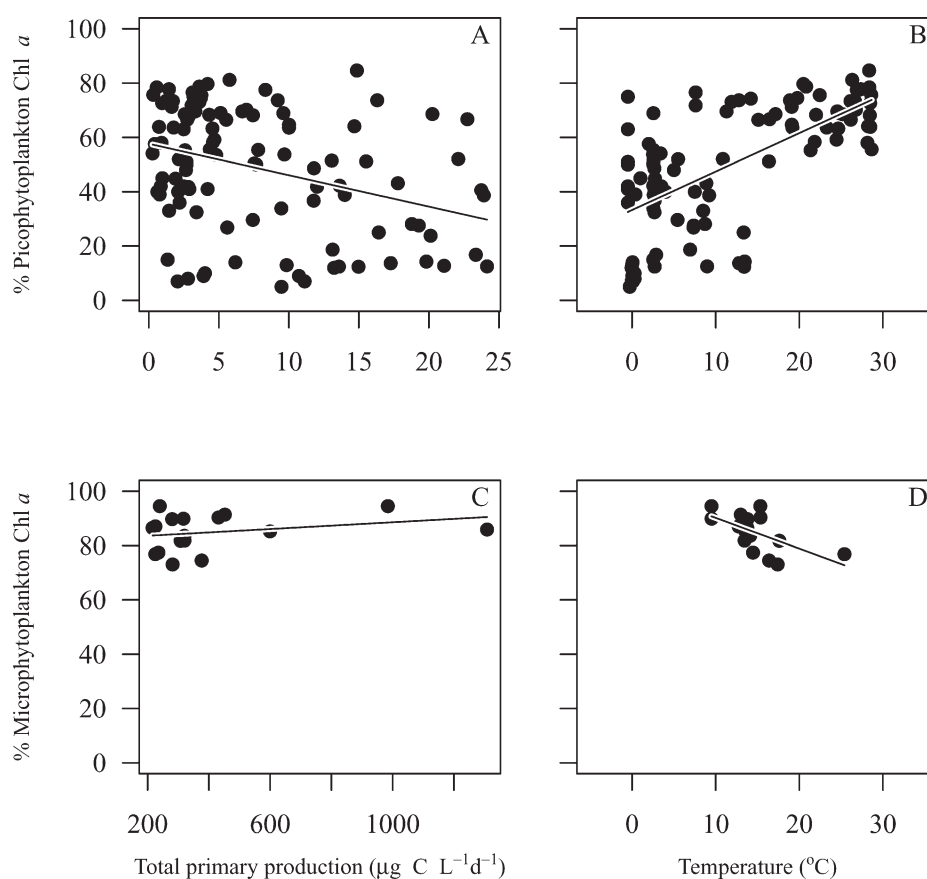 % Picophytoplankton Chl a
A
100
80
60
40
20
0
0 5 10 15 20 25
B
0 10 20 30
% Microphytoplankton Chl a
C
100
80
60
40
20
0
200 600 1000
Total primary production (μg C L⁻¹d⁻¹)
D
0 10 20 30
Temperature (°C)